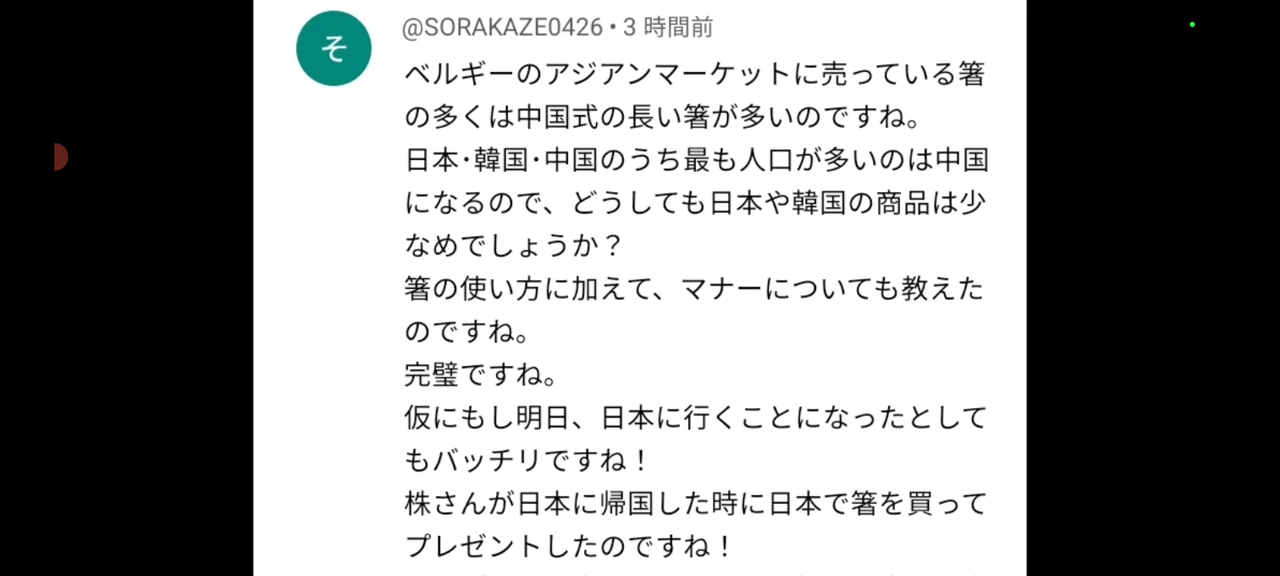 そ
@SORAKAZE0426 • 3 時間前
ベルギーのアジアンマーケットに売っている箸
の多くは中国式の長い箸が多いのですね。
日本･韓国･中国のうち最も人口が多いのは中国
になるので、どうしても日本や韓国の商品は少
なめでしょうか？
箸の使い方に加えて、マナーについても教えた
のですね。
完璧ですね。
仮にもし明日、日本に行くことになったとして
もバッチリですね！
株さんが日本に帰国した時に日本で箸を買って
プレゼントしたのですね！